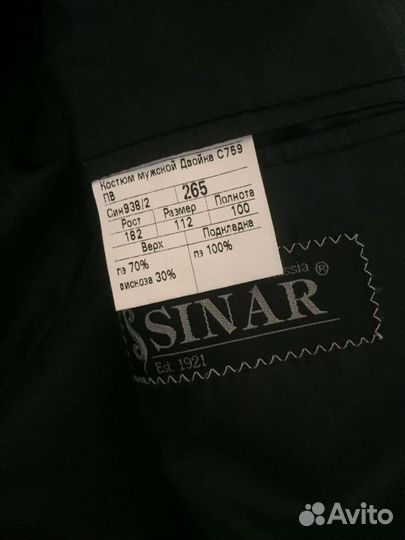 Костюм мужской Двойка С759
ПВ
Син938/2 265
Рост Размер Полнота
182 112 100
Верх Подкладка
пэ 70% пэ 100%
вискоза 30%
ssia ®
SINAR
Est. 1921
Avito